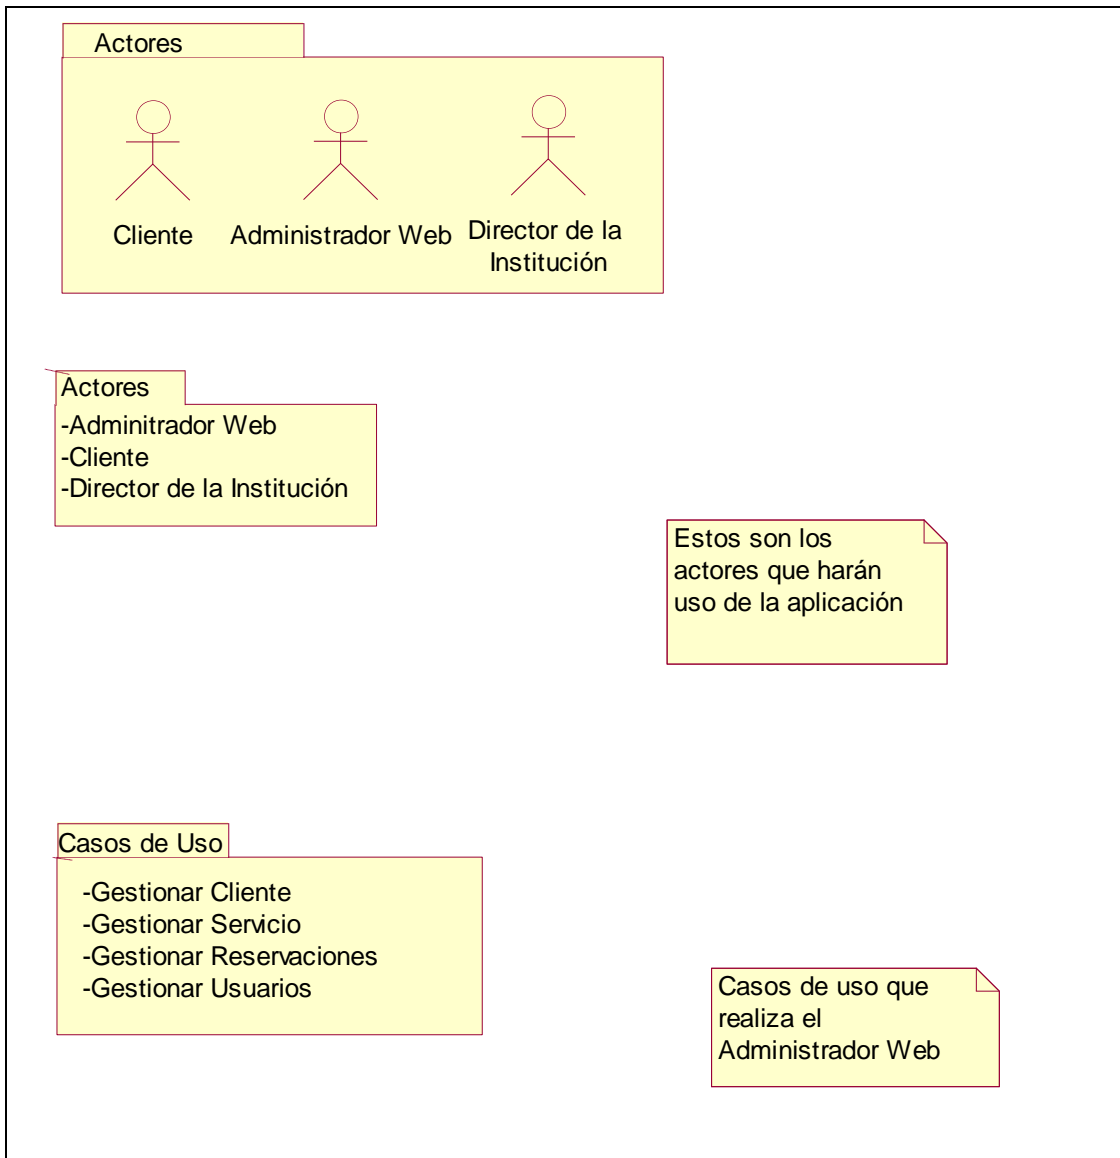 Actores
Cliente
Administrador Web
Director de la
Institución
Actores
-Adminitrador Web
-Cliente
-Director de la Institución
Estos son los
actores que harán
uso de la aplicación
Casos de Uso
-Gestionar Cliente
-Gestionar Servicio
-Gestionar Reservaciones
-Gestionar Usuarios
Casos de uso que
realiza el
Administrador Web